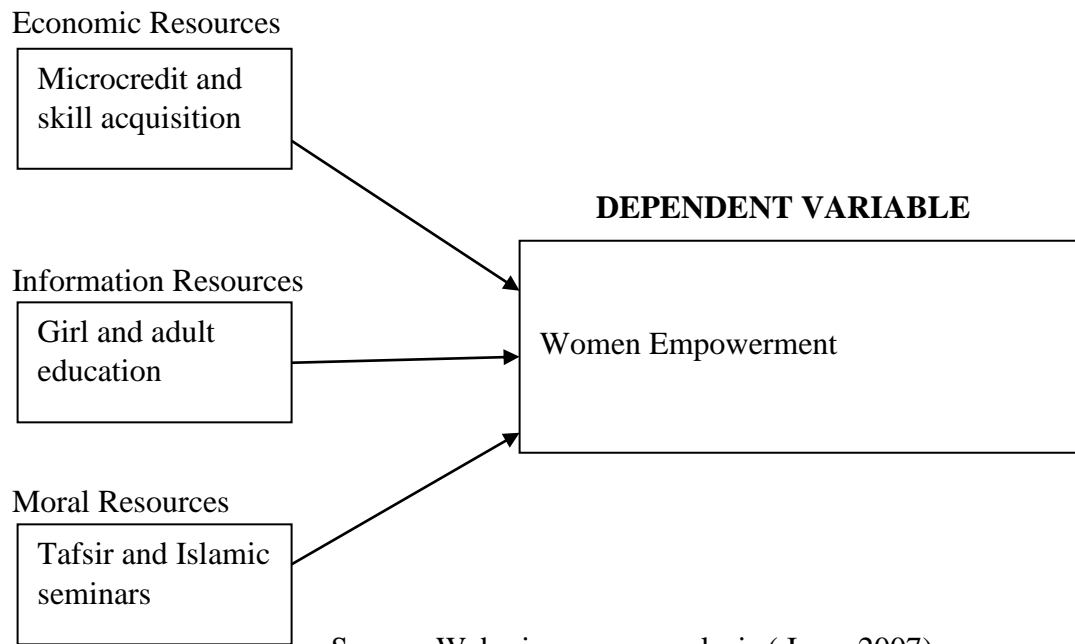 Economic Resources
Microcredit and
skill acquisition
DEPENDENT VARIABLE
Information Resources
Girl and adult
education
Women Empowerment
Moral Resources
Tafsir and Islamic
seminars